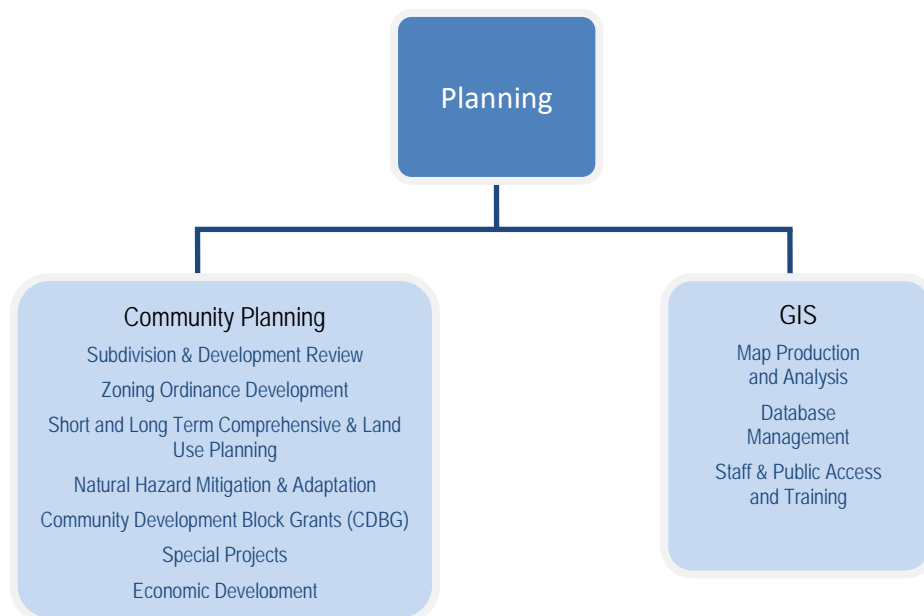 Planning
Community Planning
Subdivision & Development Review
Zoning Ordinance Development
Short and Long Term Comprehensive & Land
Use Planning
Natural Hazard Mitigation & Adaptation
Community Development Block Grants (CDBG)
Special Projects
Economic Development
GIS
Map Production
and Analysis
Database
Management
Staff & Public Access
and Training